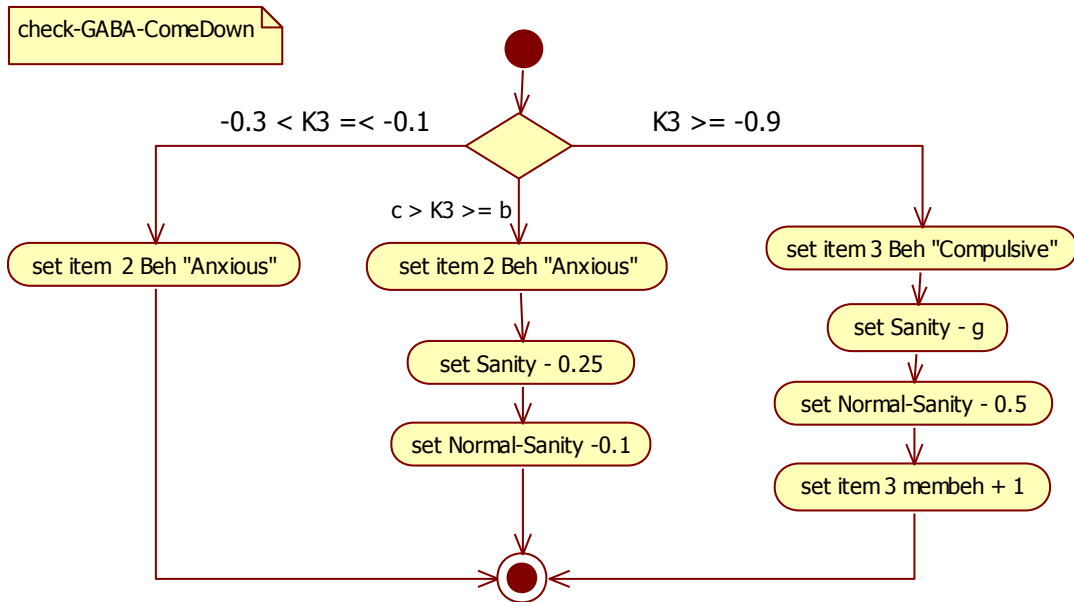 check-GABA-ComeDown
-0.3 < K3 =< -0.1
K3 >= -0.9
c > K3 >= b
set item 2 Beh "Anxious"
set item 2 Beh "Anxious"
set item 3 Beh "Compulsive"
set Sanity - 0.25
set Sanity - g
set Normal-Sanity -0.1
set Normal-Sanity - 0.5
set item 3 membeh + 1